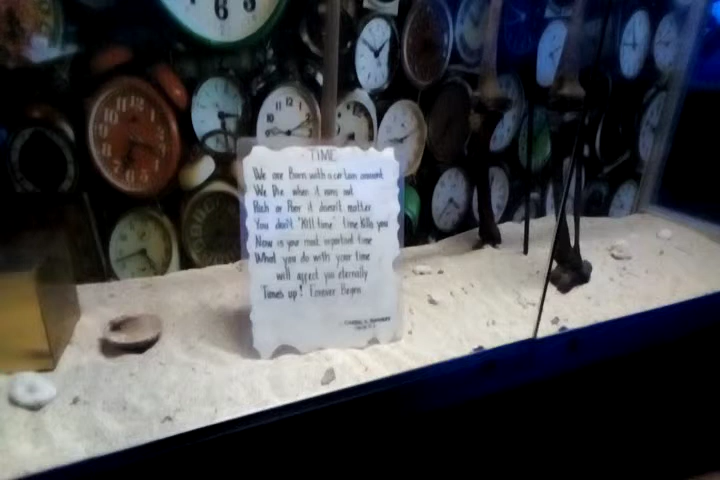 TIME
We are Born with a certain amount
We Die when it runs out
Rich or Poor it doesn't matter
You don't "Kill time" time kills you
Now is your most important time
What you do with your time
will affect you eternally
"Time's up" Forever Begins